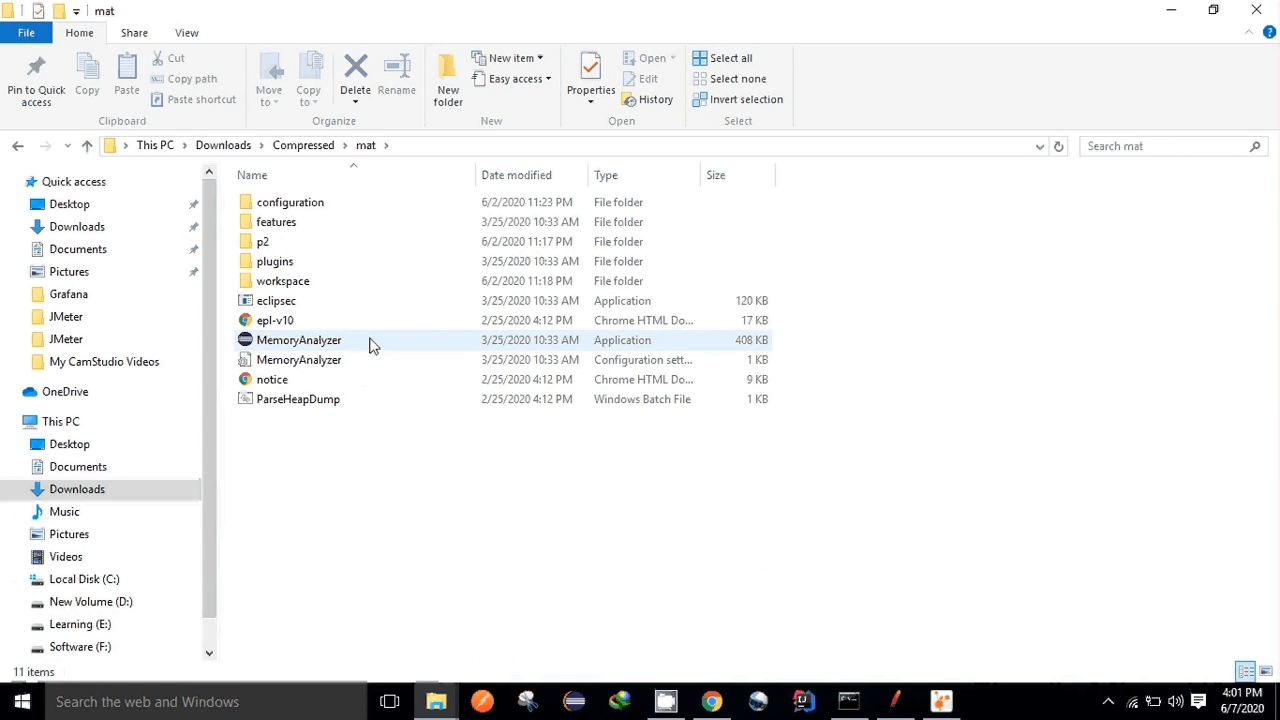 mat
File Home Share View
Pin to Quick access
Copy
Paste
Cut
Copy path
Paste shortcut
Clipboard
Move to
Copy to
Delete
Rename
Organize
New folder
New item
Easy access
New
Properties
Open
Edit
History
Open
Select all
Select none
Invert selection
Select
This PC > Downloads > Compressed > mat >
Search mat
Name Date modified Type Size
configuration 6/2/2020 11:23 PM File folder
features 3/25/2020 10:33 AM File folder
p2 6/2/2020 11:17 PM File folder
plugins 3/25/2020 10:33 AM File folder
workspace 6/2/2020 11:18 PM File folder
eclipsec 3/25/2020 10:33 AM Application 120 KB
epl-v10 2/25/2020 4:12 PM Chrome HTML Do... 17 KB
MemoryAnalyzer 3/25/2020 10:33 AM Application 408 KB
MemoryAnalyzer 3/25/2020 10:33 AM Configuration sett... 1 KB
notice 2/25/2020 4:12 PM Chrome HTML Do... 9 KB
ParseHeapDump 2/25/2020 4:12 PM Windows Batch File 1 KB
Quick access
Desktop
Downloads
Documents
Pictures
Grafana
JMeter
JMeter
My CamStudio Videos
OneDrive
This PC
Desktop
Documents
Downloads
Music
Pictures
Videos
Local Disk (C:)
New Volume (D:)
Learning (E:)
Software (F:)
11 items
Search the web and Windows
4:01 PM
6/7/2020